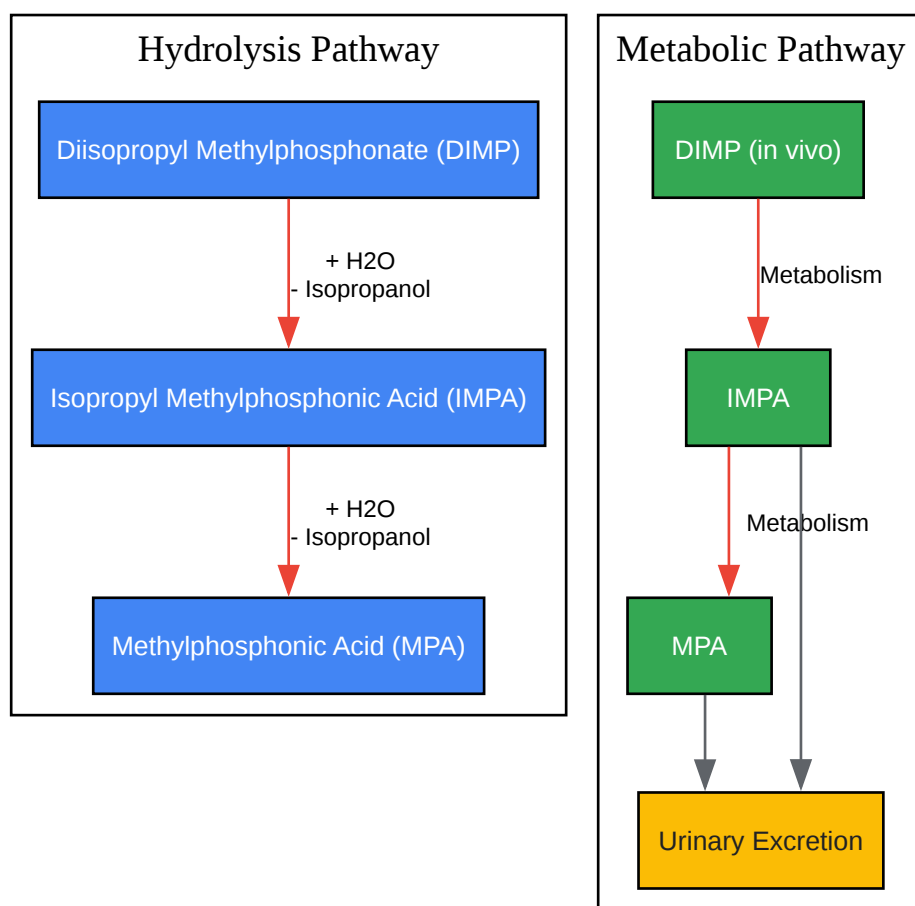 Hydrolysis Pathway
Diisopropyl Methylphosphonate (DIMP)
+ H2O
- Isopropanol
Isopropyl Methylphosphonic Acid (IMPA)
+ H2O
- Isopropanol
Methylphosphonic Acid (MPA)
Metabolic Pathway
DIMP (in vivo)
Metabolism
IMPA
Metabolism
MPA
Urinary Excretion